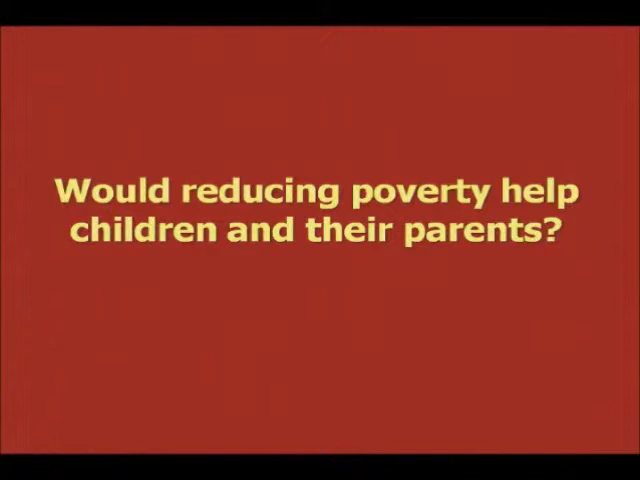 Would reducing poverty help
children and their parents?